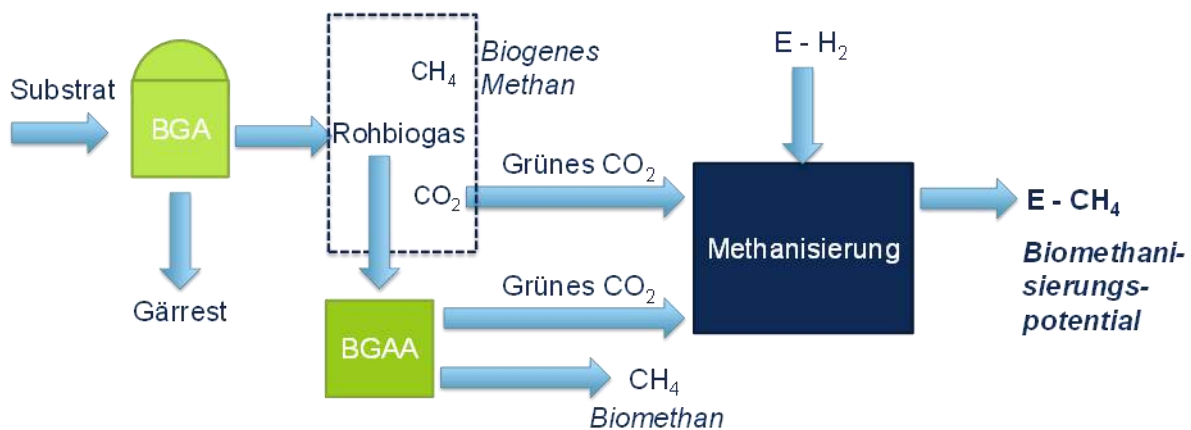 Substrat
BGA
Gärrest
CH₄
Biogenes
Methan
Rohbiogas
CO₂
Grünes CO₂
E - H₂
Methanisierung
E - CH₄
Biomethani-
sierungs-
potential
BGAA
Grünes CO₂
CH₄
Biomethan